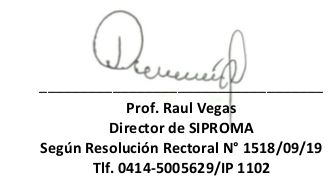 Prof. Raul Vegas
Director de SIPROMA
Según Resolución Rectoral N° 1518/09/19
Tlf. 0414-5005629/IP 1102